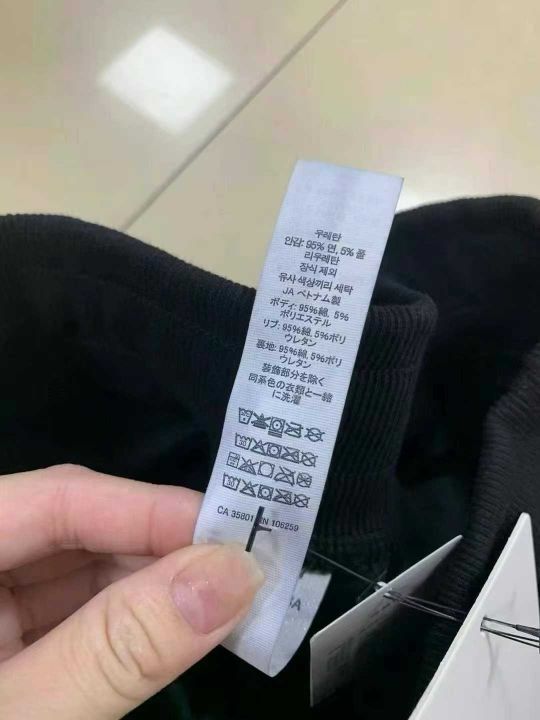 우레탄
안감: 95% 면, 5% 폴
리우레탄
장식 제외
유사 색상끼리 세탁
JA ベトナム製
ボディ: 95%綿, 5%
ポリエステル
リブ: 95%綿, 5%ポリ
ウレタン
裏地: 95%綿, 5%ポリ
ウレタン
装飾部分を除く
同系色の衣類と一緒
に洗濯
CA 35801 RN 106259